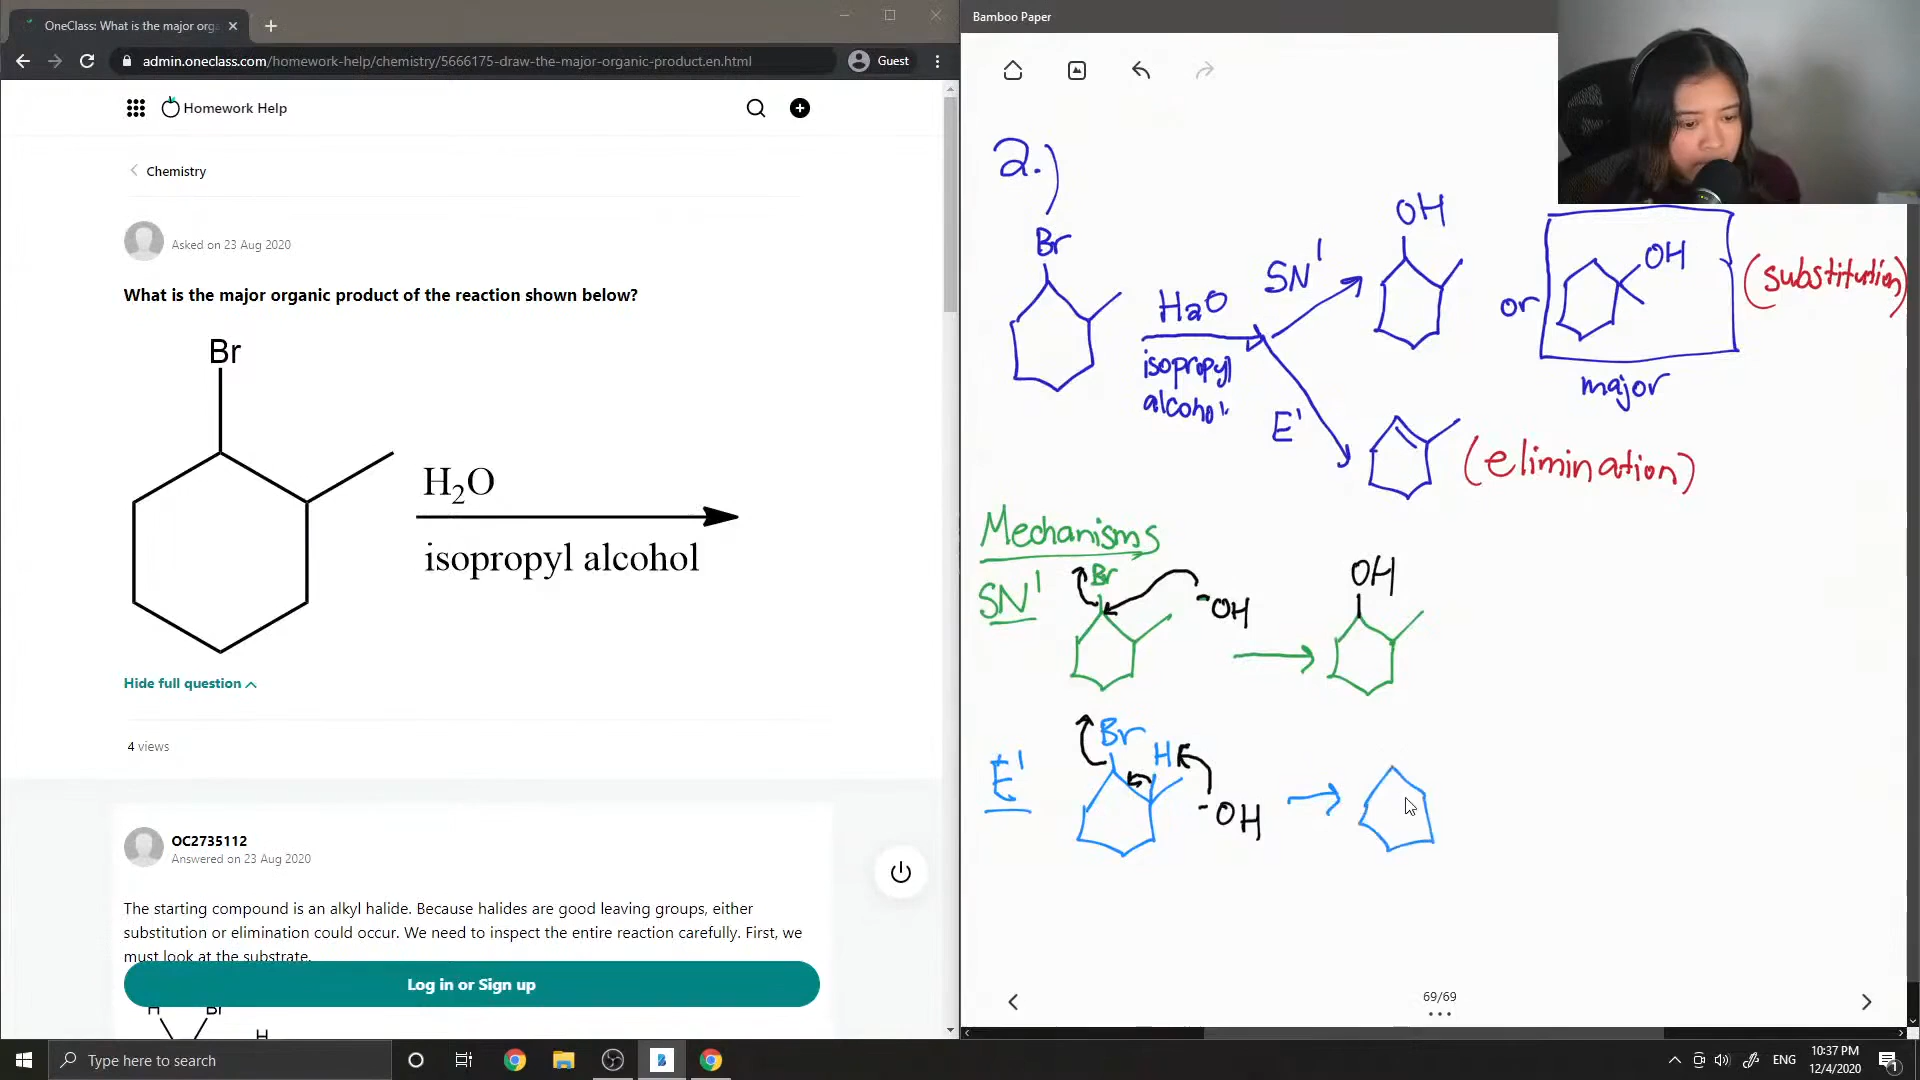 OneClass: What is the major org
admin.oneclass.com/homework-help/chemistry/5666175-draw-the-major-organic-product.en.html
Guest
Homework Help
Chemistry
Asked on 23 Aug 2020
What is the major organic product of the reaction shown below?
Br
H2O
isopropyl alcohol
Hide full question
4 views
OC2735112
Answered on 23 Aug 2020
The starting compound is an alkyl halide. Because halides are good leaving groups, either
substitution or elimination could occur. We need to inspect the entire reaction carefully. First, we
must look at the substrate.
Log in or Sign up
H Br
H
Bamboo Paper
2.)
Br
H2O
isopropyl
alcohol
SN1
OH
or
OH
(substitution)
major
E1
(elimination)
Mechanisms
SN1
Br
-OH
OH
E1
Br
H
-OH
69/69
Type here to search
ENG
10:37 PM
12/4/2020
1